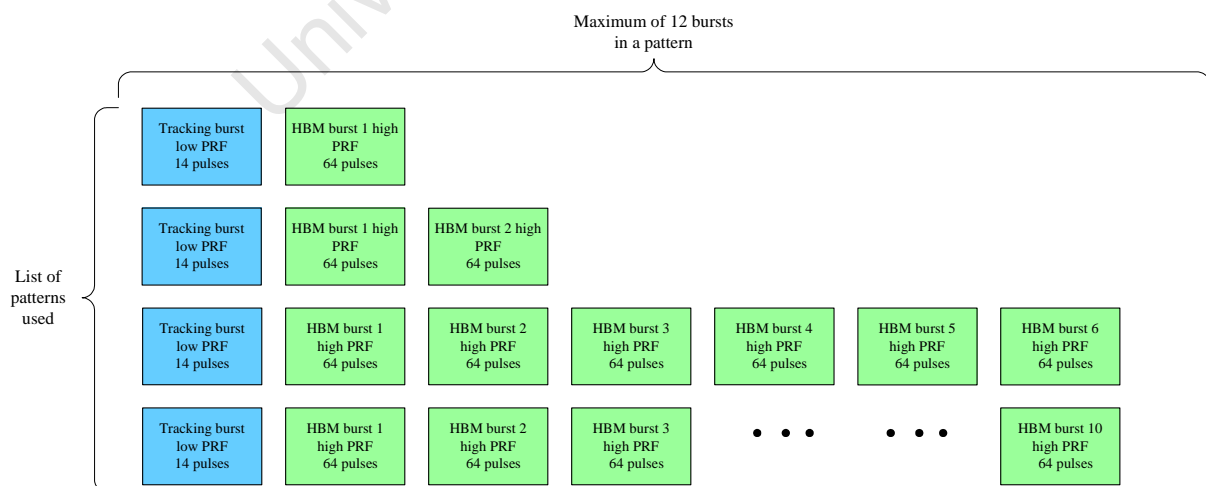 Maximum of 12 bursts
in a pattern
Univ
Tracking burst
low PRF
14 pulses
HBM burst 1 high
PRF
64 pulses
Tracking burst
low PRF
14 pulses
HBM burst 1 high
PRF
64 pulses
HBM burst 2 high
PRF
64 pulses
List of
patterns
used
Tracking burst
low PRF
14 pulses
HBM burst 1
high PRF
64 pulses
HBM burst 2
high PRF
64 pulses
HBM burst 3
high PRF
64 pulses
HBM burst 4
high PRF
64 pulses
HBM burst 5
high PRF
64 pulses
HBM burst 6
high PRF
64 pulses
Tracking burst
low PRF
14 pulses
HBM burst 1
high PRF
64 pulses
HBM burst 2
high PRF
64 pulses
HBM burst 3
high PRF
64 pulses
• • •
• • •
HBM burst 10
high PRF
64 pulses